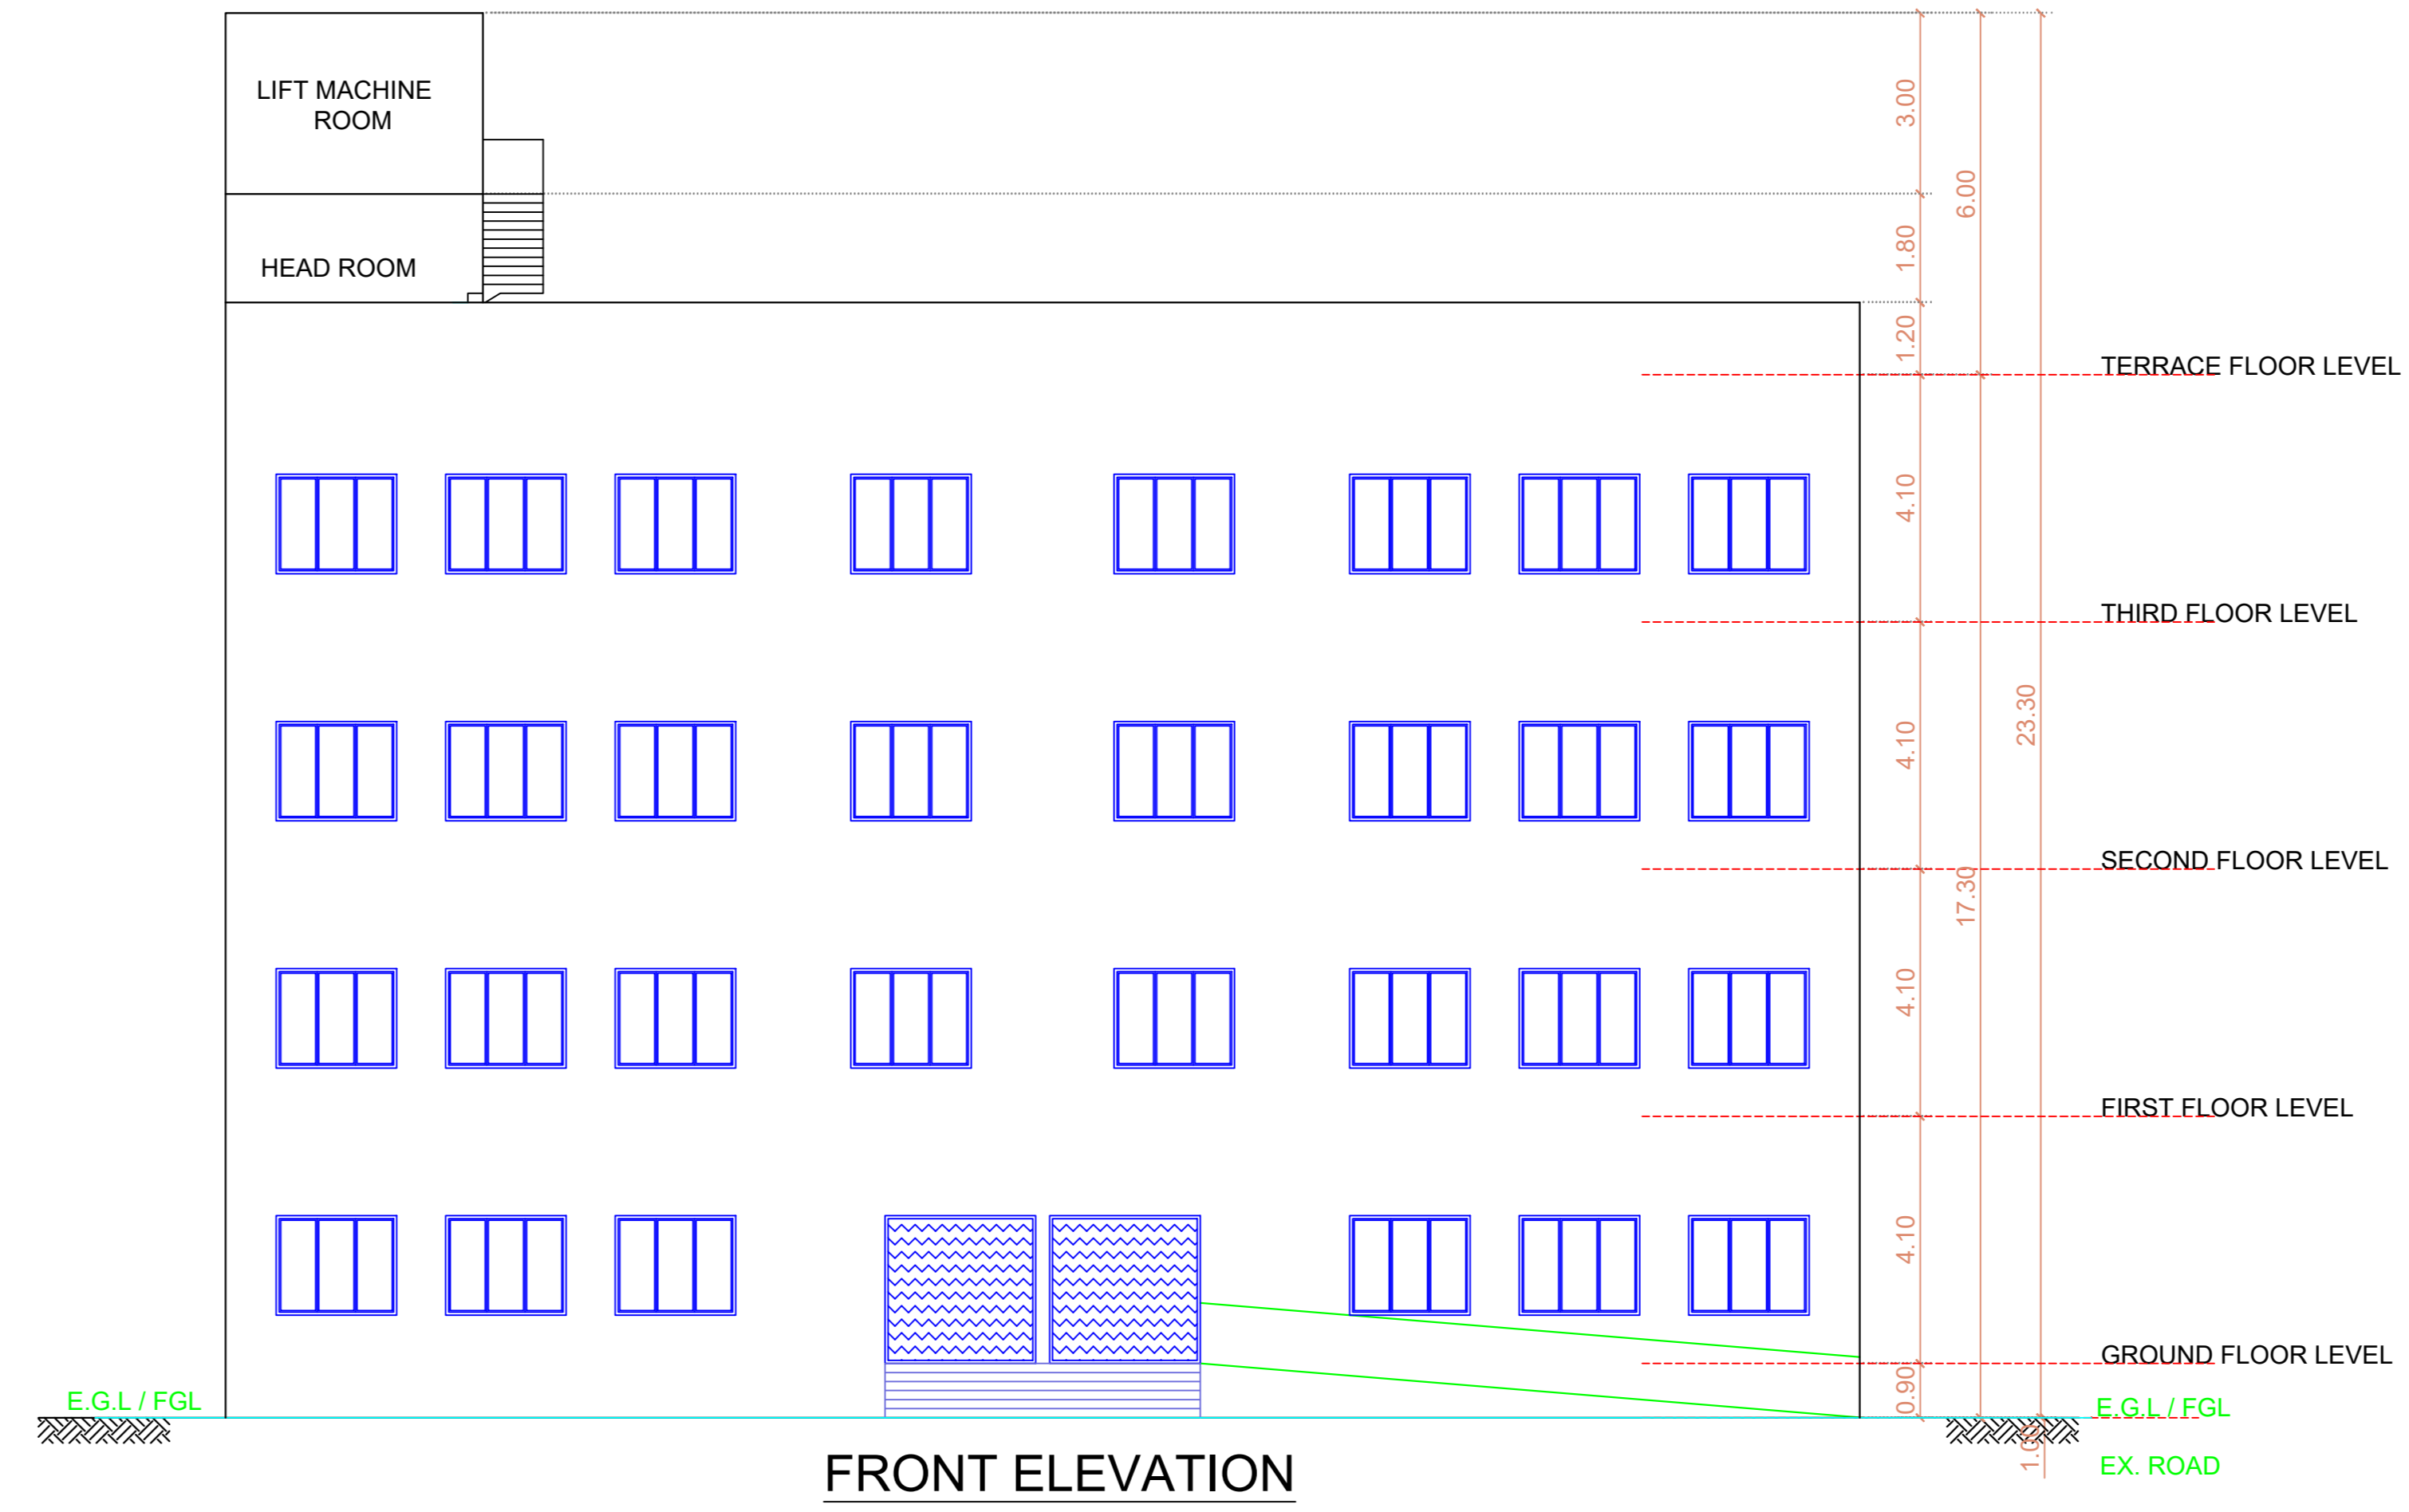 LIFT MACHINE
ROOM
3.00
6.00
1.80
HEAD ROOM
1.20
TERRACE FLOOR LEVEL
4.10
THIRD FLOOR LEVEL
23.30
4.10
SECOND FLOOR LEVEL
17.30
4.10
FIRST FLOOR LEVEL
4.10
GROUND FLOOR LEVEL
0.90
E.G.L / FGL
E.G.L / FGL
1.00
EX. ROAD
FRONT ELEVATION